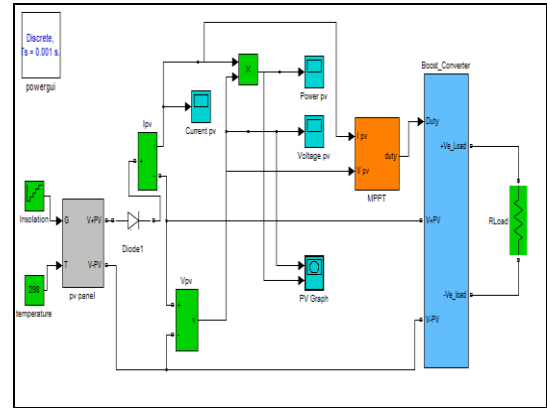 Discrete,
Ts = 0.001 s.
powergui
Boost_Converter
X
Power pv
Ipv
Current pv
i
+
-
Voltage pv
I pv
V pv
duty
MPPT
Duty
+Ve_Load
RLoad
-Ve_load
V+PV
V-PV
Insolation
G
T
V+PV
V-PV
pv panel
Diode1
298
temperature
Vpv
+
-
v
PV Graph